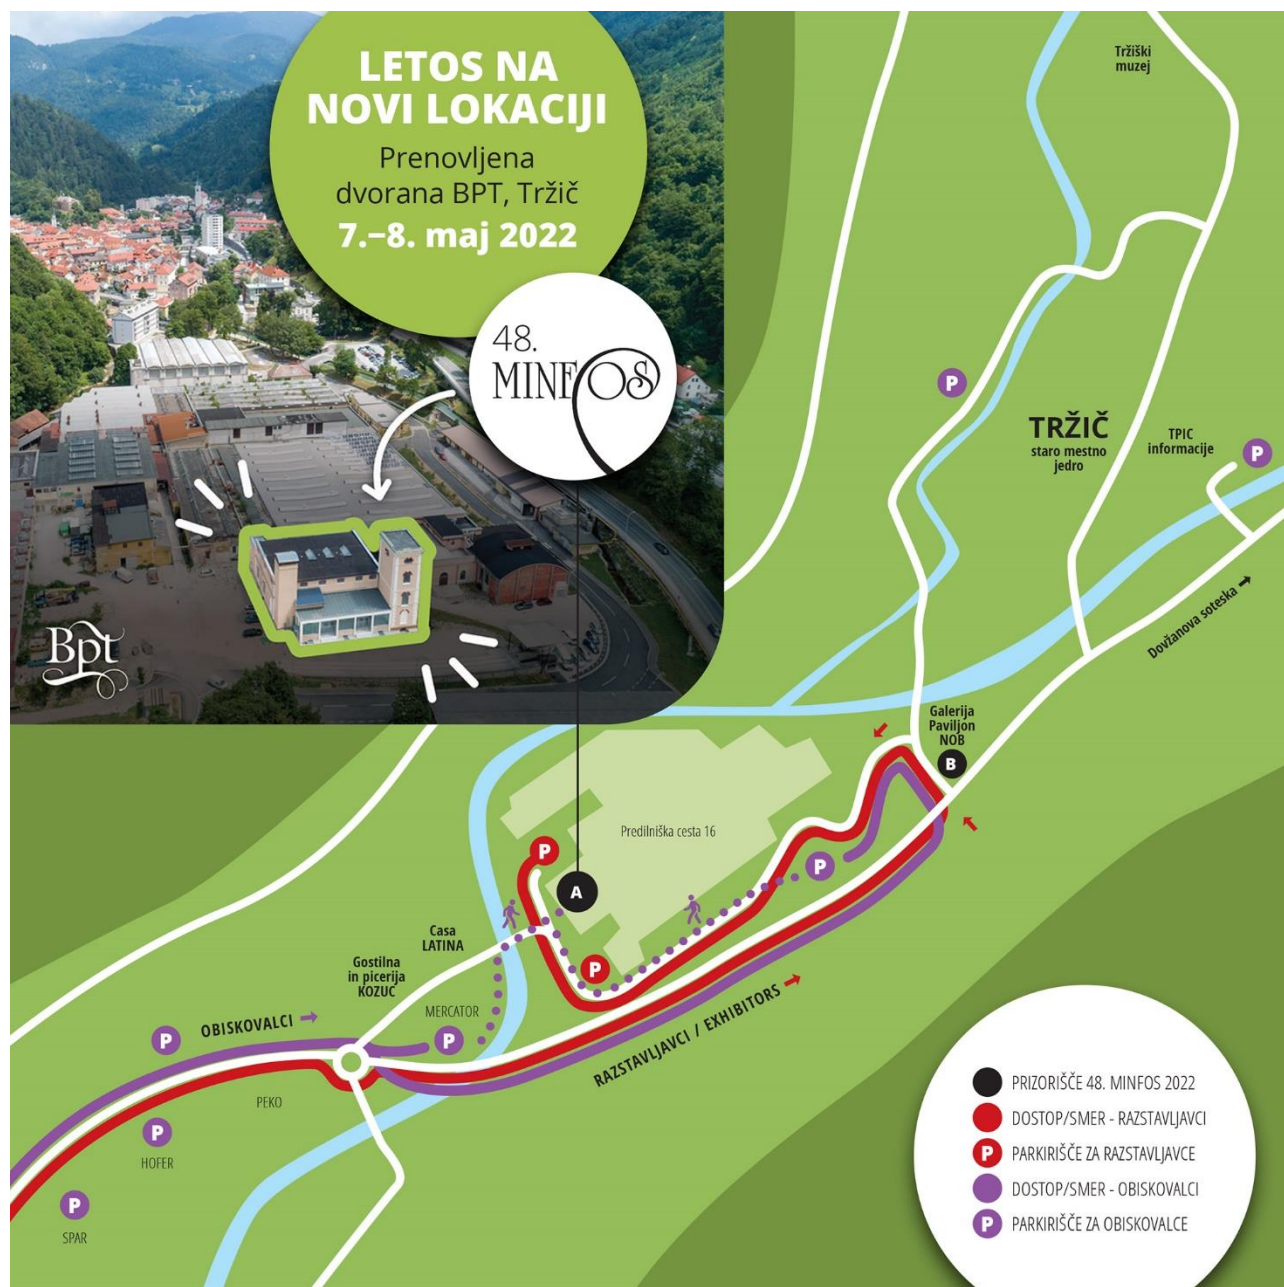 LETOS NA
NOVI LOKACIJI
Prenovljena
dvorana BPT, Tržič
7.–8. maj 2022
48.
MINFOS
Bpt
Tržiški
muzej
P
TRŽIČ
staro mestno
jedro
TPIC
informacije
P
Dovžanova soteska
Galerija
Paviljon
NOB
B
Predilniška cesta 16
P
A
P
Casa
LATINA
Gostilna
in picerija
KOZUC
P
MERCATOR
P
OBISKOVALCI
P
RAZSTAVLJAVCI / EXHIBITORS
PEKO
P
HOFER
P
SPAR
PRIZORIŠČE 48. MINFOS 2022
DOSTOP/SMER - RAZSTAVLJAVCI
P PARKIRIŠČE ZA RAZSTAVLJAVCE
DOSTOP/SMER - OBISKOVALCI
P PARKIRIŠČE ZA OBISKOVALCE